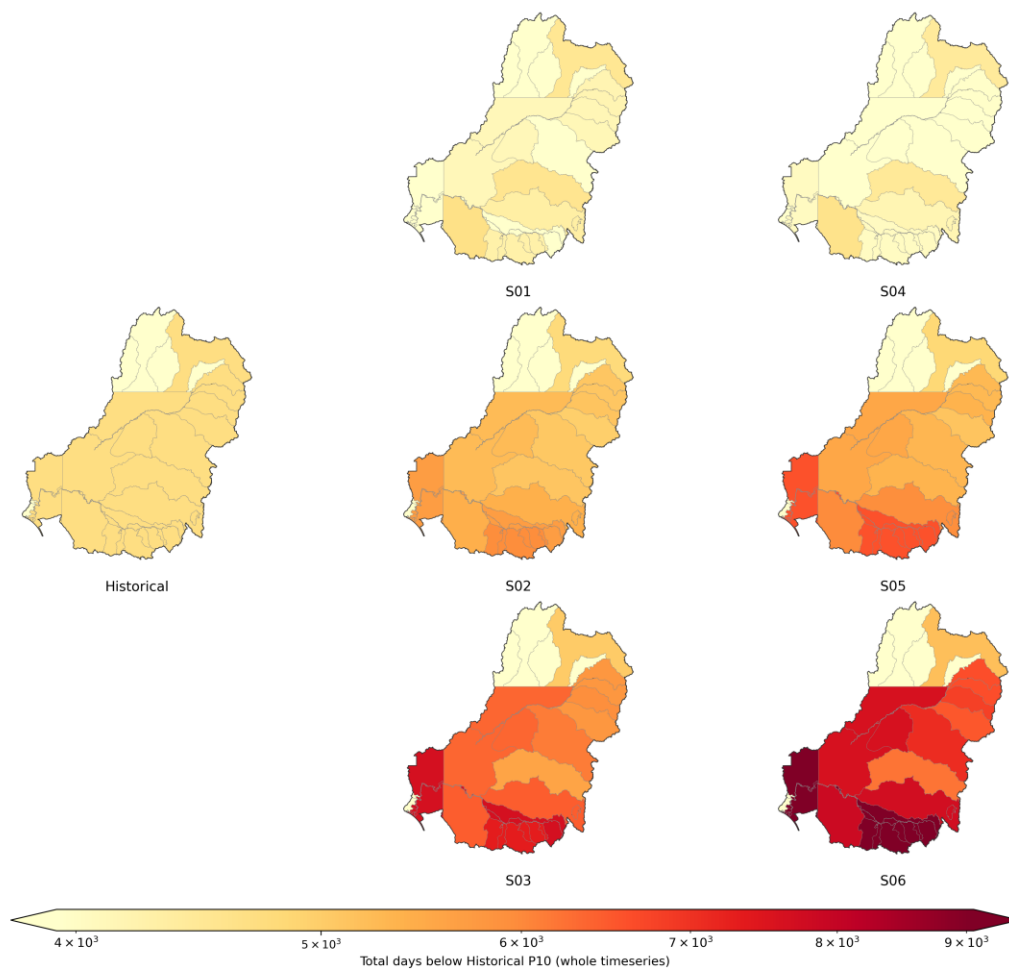 S01
S04
Historical
S02
S05
S03
S06
4 × 10³
5 × 10³
6 × 10³
7 × 10³
8 × 10³
9 × 10³
Total days below Historical P10 (whole timeseries)